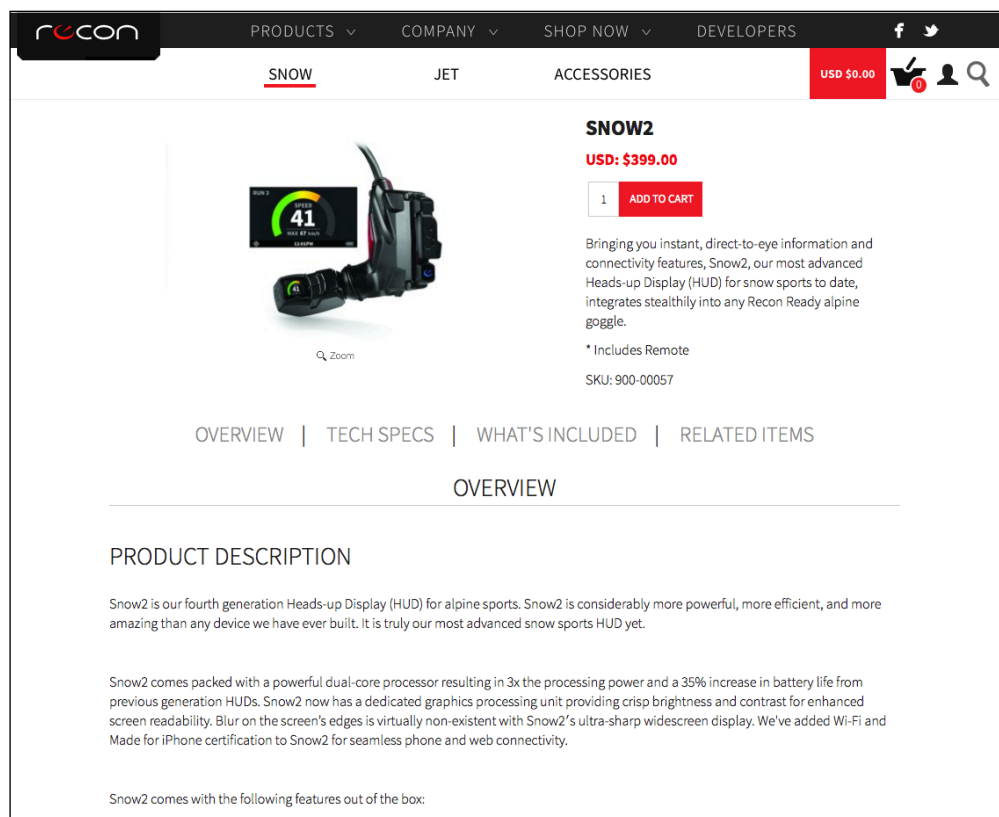 recon
PRODUCTS
COMPANY
SHOP NOW
DEVELOPERS
SNOW
JET
ACCESSORIES
USD $0.00
0
SNOW2
USD: $399.00
1
ADD TO CART
RUN 3
SPEED
41
MAX 67 km/h
12:01PM
41
Zoom
Bringing you instant, direct-to-eye information and
connectivity features, Snow2, our most advanced
Heads-up Display (HUD) for snow sports to date,
integrates stealthily into any Recon Ready alpine
goggle.
* Includes Remote
SKU: 900-00057
OVERVIEW | TECH SPECS | WHAT'S INCLUDED | RELATED ITEMS
OVERVIEW
PRODUCT DESCRIPTION
Snow2 is our fourth generation Heads-up Display (HUD) for alpine sports. Snow2 is considerably more powerful, more efficient, and more
amazing than any device we have ever built. It is truly our most advanced snow sports HUD yet.
Snow2 comes packed with a powerful dual-core processor resulting in 3x the processing power and a 35% increase in battery life from
previous generation HUDs. Snow2 now has a dedicated graphics processing unit providing crisp brightness and contrast for enhanced
screen readability. Blur on the screen's edges is virtually non-existent with Snow2′s ultra-sharp widescreen display. We've added Wi-Fi and
Made for iPhone certification to Snow2 for seamless phone and web connectivity.
Snow2 comes with the following features out of the box: